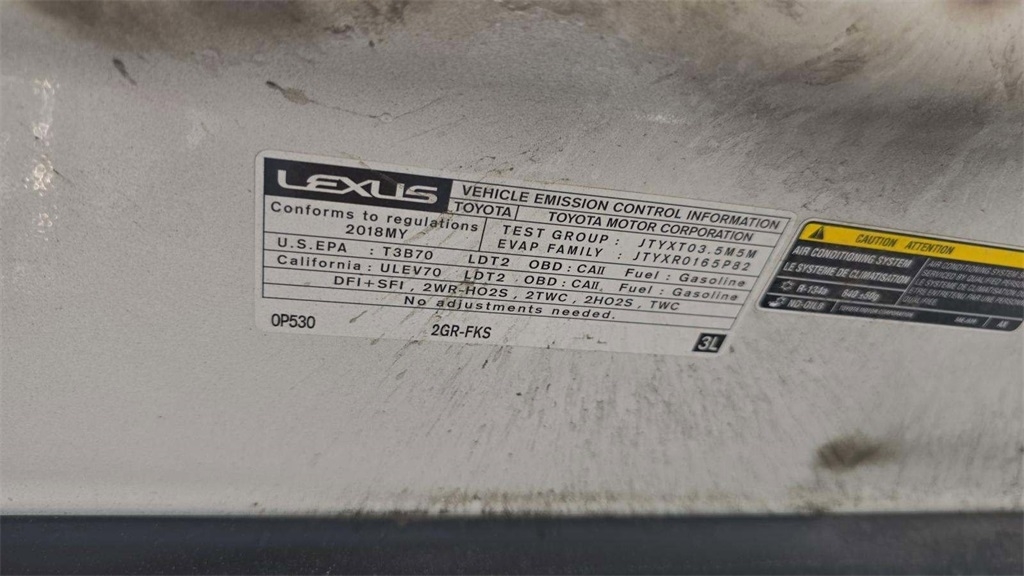 LEXUS
VEHICLE EMISSION CONTROL INFORMATION
TOYOTA
TOYOTA MOTOR CORPORATION
Conforms to regulations
2018MY
TEST GROUP : JTYXT03.5M5M
EVAP FAMILY : JTYXR0165P82
U.S.EPA : T3B70 LDT2 OBD : CAII Fuel : Gasoline
California : ULEV70 LDT2 OBD : CAII, Fuel : Gasoline
DFI+SFI , 2WR-HO2S , 2TWC , 2HO2S, TWC
No adjustments needed.
0P530
2GR-FKS
3L
CAUTION ATTENTION
AIR CONDITIONING SYSTEM
LE SYSTEME DE CLIMATISATION
R-134a
ND-OIL8